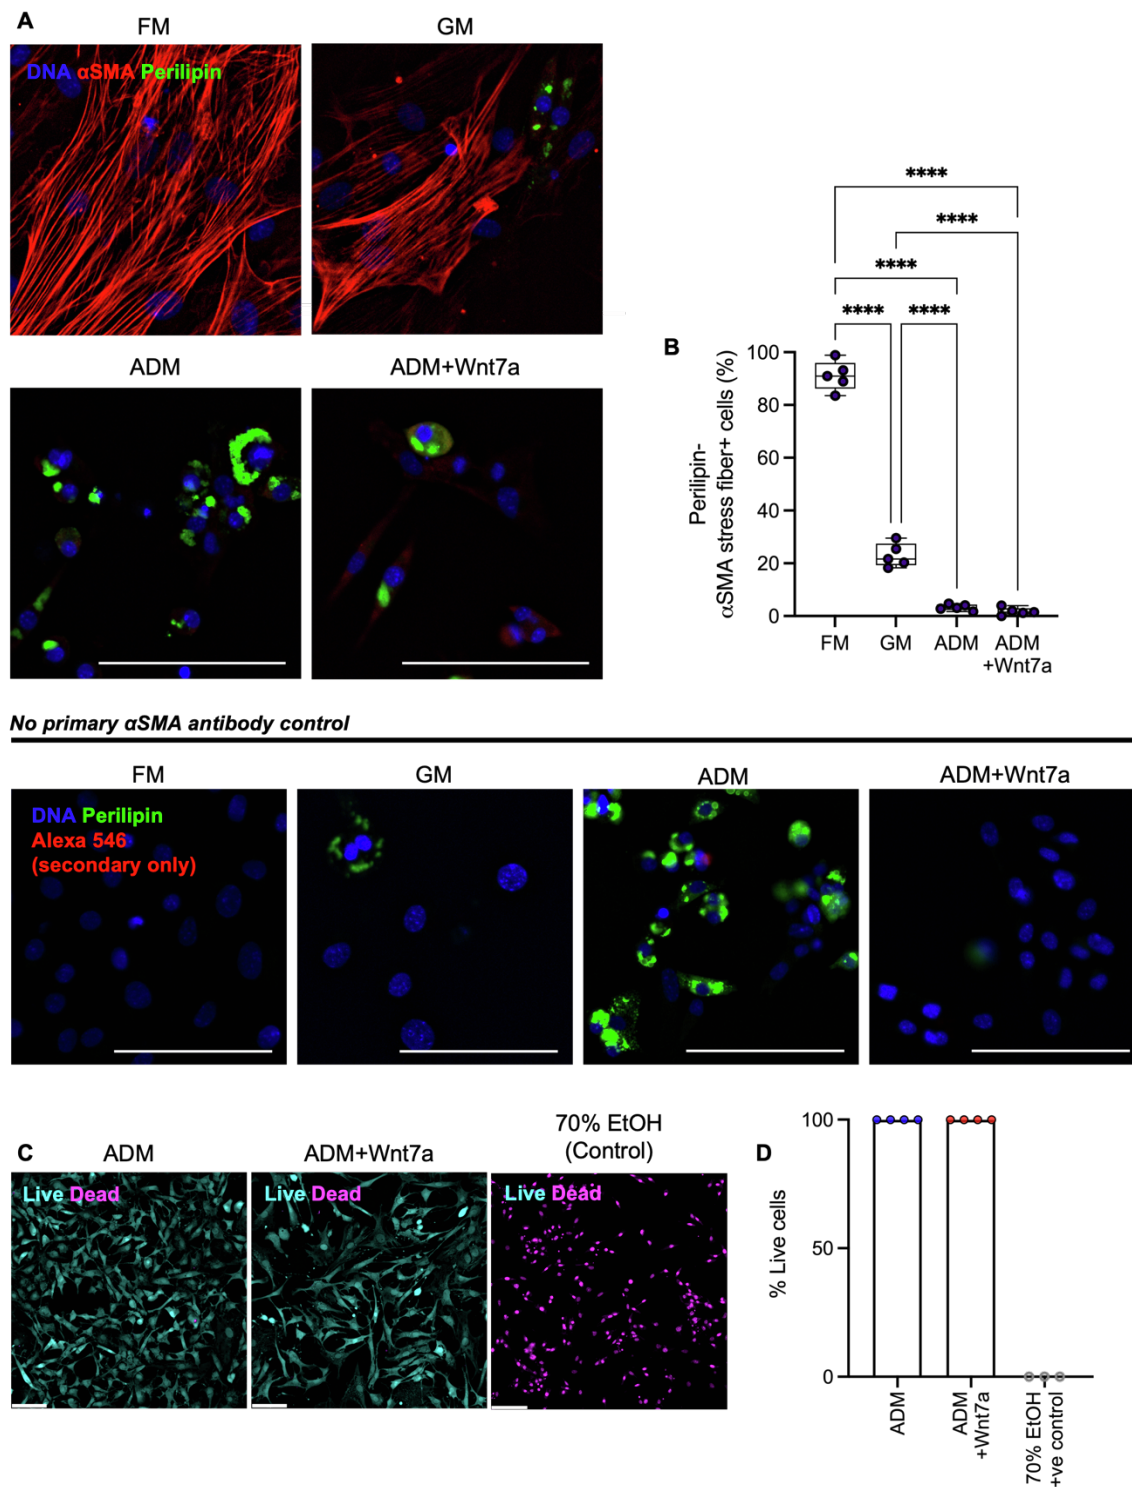 A
FM
GM
DNA αSMA Perilipin
ADM
ADM+Wnt7a
B
****
****
****
**** ****
Perilipin-
αSMA stress fiber+ cells (%)
100
80
60
40
20
0
FM
GM
ADM
ADM
+Wnt7a
No primary αSMA antibody control
FM
GM
ADM
ADM+Wnt7a
DNA Perilipin
Alexa 546
(secondary only)
C
ADM
ADM+Wnt7a
70% EtOH
(Control)
Live Dead
Live Dead
Live Dead
D
% Live cells
100
50
0
ADM
ADM
+Wnt7a
70% EtOH
+ve control